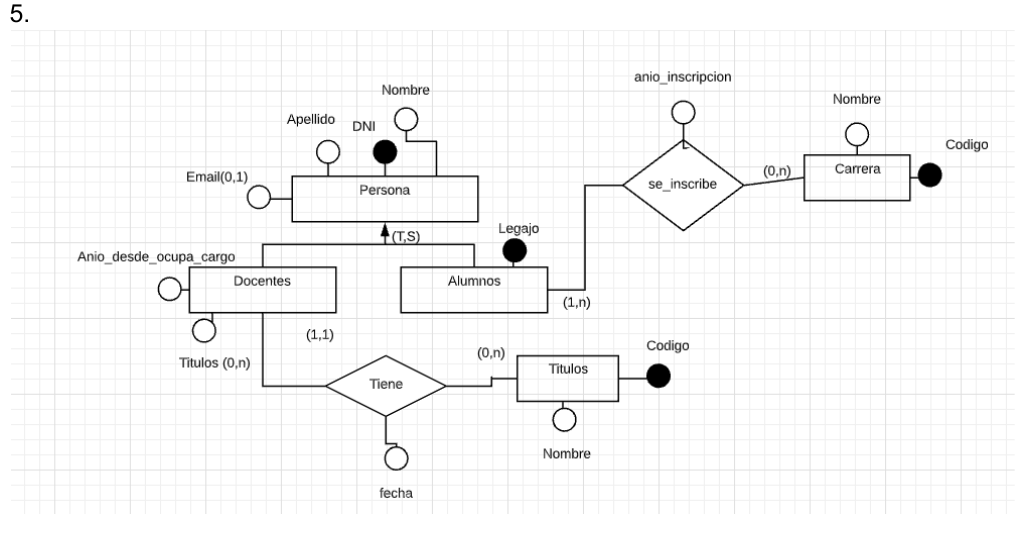 5.
anio_inscripcion
Nombre
Nombre
Apellido
DNI
Codigo
Email(0,1)
Persona
se_inscribe
(0,n)
Carrera
(T,S)
Legajo
Anio_desde_ocupa_cargo
Docentes
Alumnos
(1,n)
(1,1)
Titulos (0,n)
(0,n)
Codigo
Tiene
Titulos
Nombre
fecha